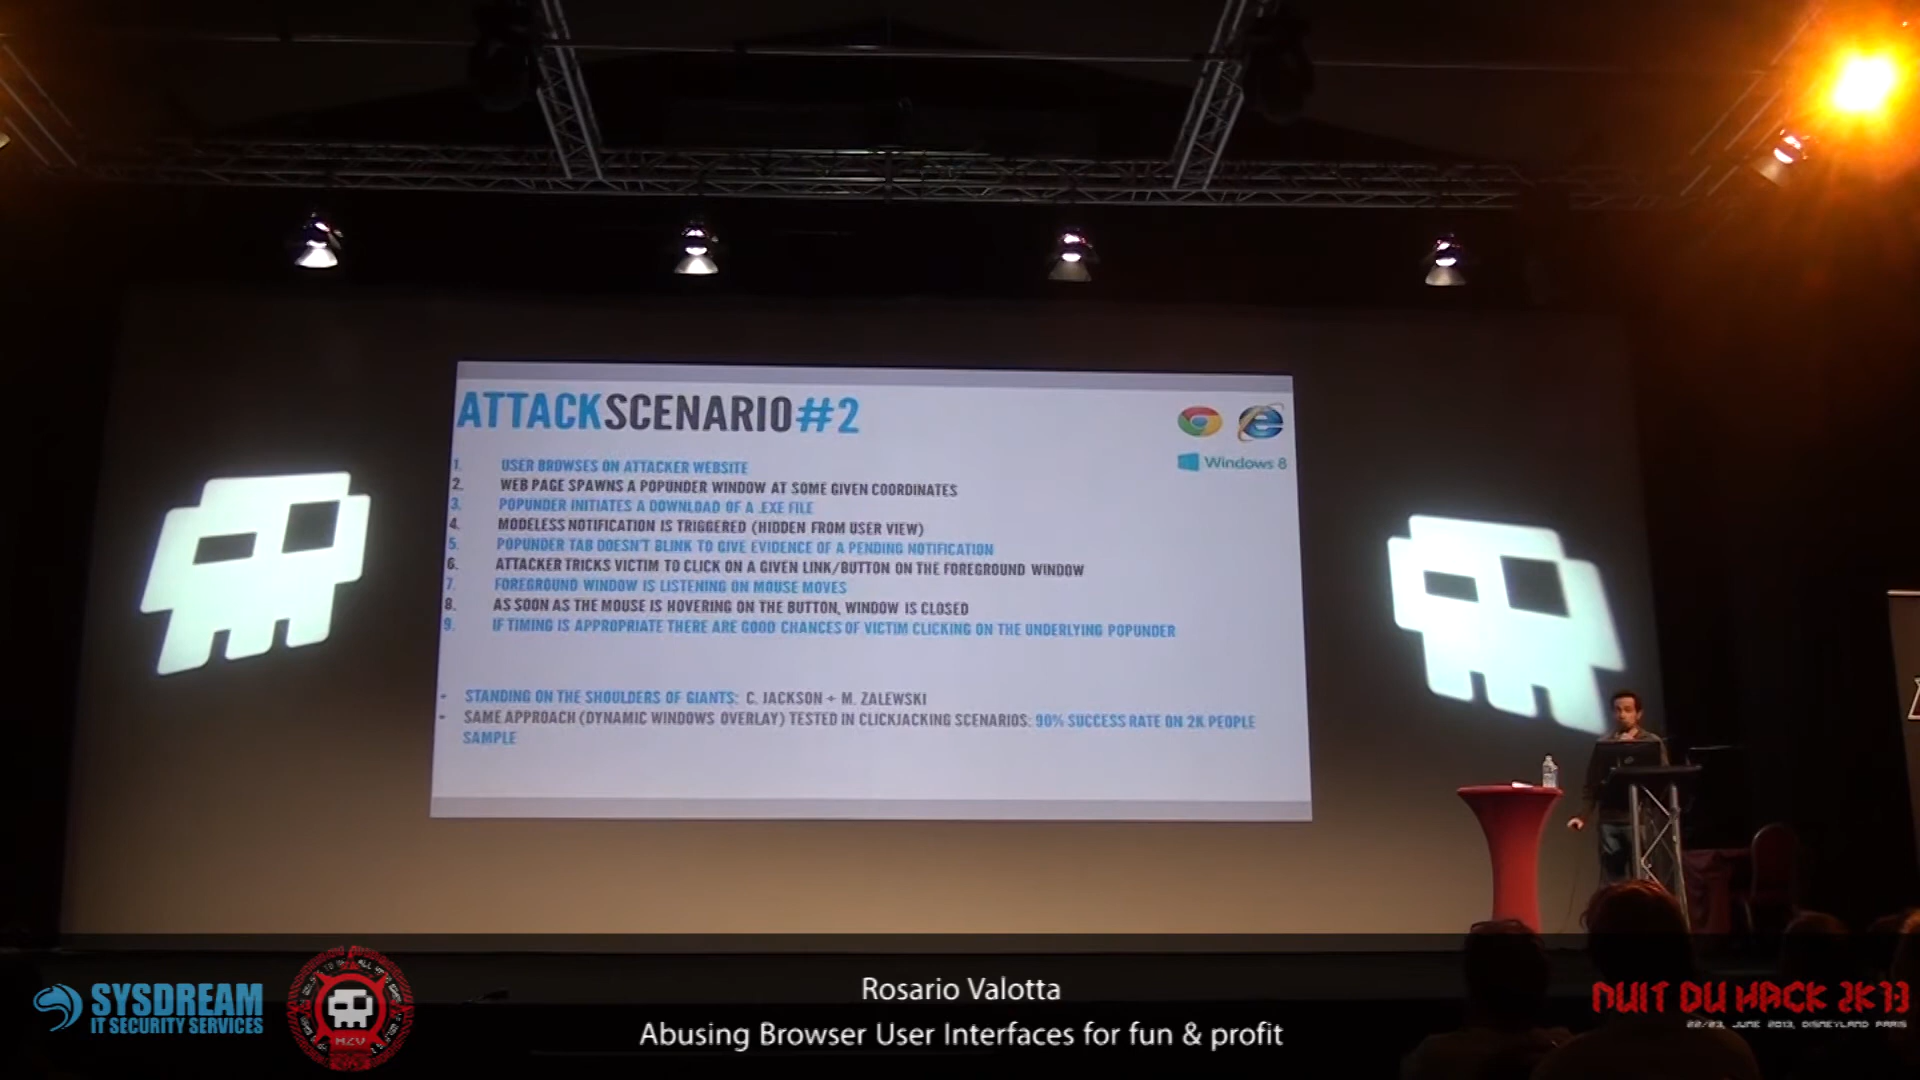 ATTACKSCENARIO#2
Windows 8
1. USER BROWSES ON ATTACKER WEBSITE
2. WEB PAGE SPAWNS A POPUNDER WINDOW AT SOME GIVEN COORDINATES
3. POPUNDER INITIATES A DOWNLOAD OF A .EXE FILE
4. MODELESS NOTIFICATION IS TRIGGERED (HIDDEN FROM USER VIEW)
5. POPUNDER TAB DOESN'T BLINK TO GIVE EVIDENCE OF A PENDING NOTIFICATION
6. ATTACKER TRICKS VICTIM TO CLICK ON A GIVEN LINK/BUTTON ON THE FOREGROUND WINDOW
7. FOREGROUND WINDOW IS LISTENING ON MOUSE MOVES
8. AS SOON AS THE MOUSE IS HOVERING ON THE BUTTON, WINDOW IS CLOSED
9. IF TIMING IS APPROPRIATE THERE ARE GOOD CHANCES OF VICTIM CLICKING ON THE UNDERLYING POPUNDER
- STANDING ON THE SHOULDERS OF GIANTS: C. JACKSON + M. ZALEWSKI
- SAME APPROACH (DYNAMIC WINDOWS OVERLAY) TESTED IN CLICKJACKING SCENARIOS: 90% SUCCESS RATE ON 2K PEOPLE
SAMPLE
SYSDREAM
IT SECURITY SERVICES
HZV
Rosario Valotta
Abusing Browser User Interfaces for fun & profit
NUIT DU HACK 2K13
22/23, JUNE 2013, DISNEYLAND PARIS